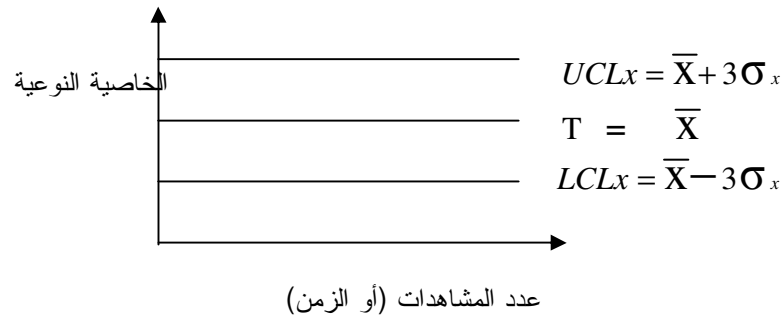 UCLx = X̅ + 3σx
الخاصية النوعية
T = X̅
LCLx = X̅ − 3σx
عدد المشاهدات (أو الزمن)